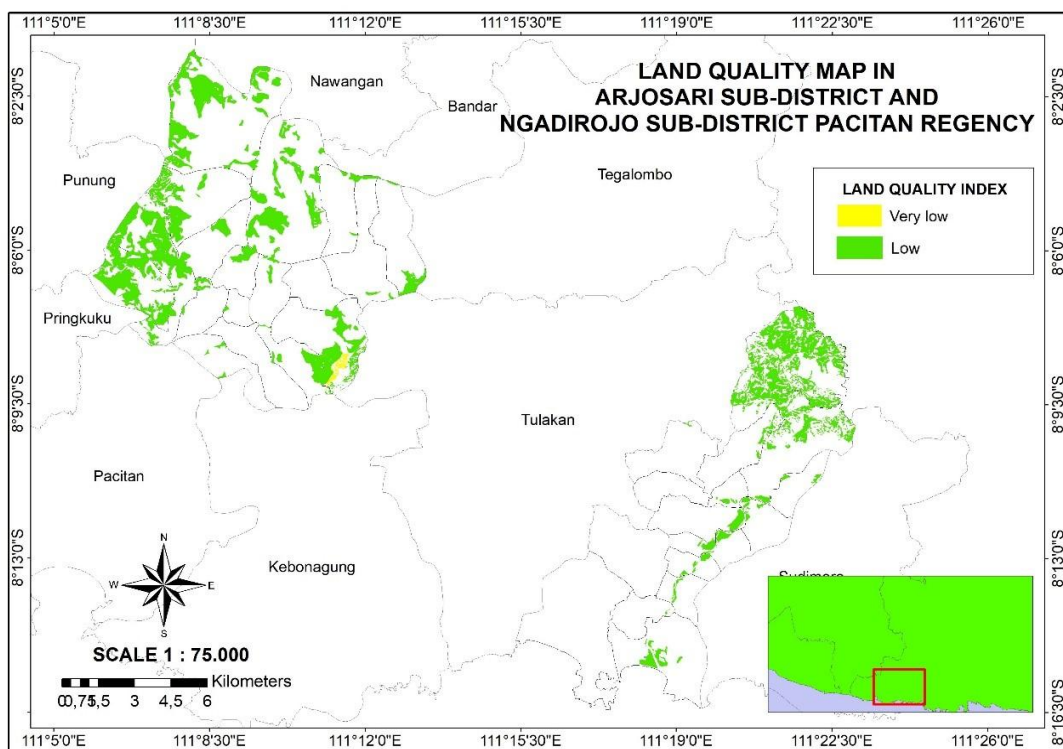 111°5'0"E 111°8'30"E 111°12'0"E 111°15'30"E 111°19'0"E 111°22'30"E 111°26'0"E
LAND QUALITY MAP IN
ARJOSARI SUB-DISTRICT AND
NGADIROJO SUB-DISTRICT PACITAN REGENCY
8°2'30"S
8°2'30"S
Nawangan
Bandar
Punung
Tegalombo
LAND QUALITY INDEX
Very low
Low
8°6'0"S
8°6'0"S
Pringkuku
8°9'30"S
8°9'30"S
Tulakan
Pacitan
8°13'0"S
8°13'0"S
Kebonagung
N
W
E
S
SCALE 1 : 75.000
Kilometers
3 4,5 6
111°5'0"E 111°8'30"E 111°12'0"E 111°15'30"E 111°19'0"E 111°22'30"E 111°26'0"E